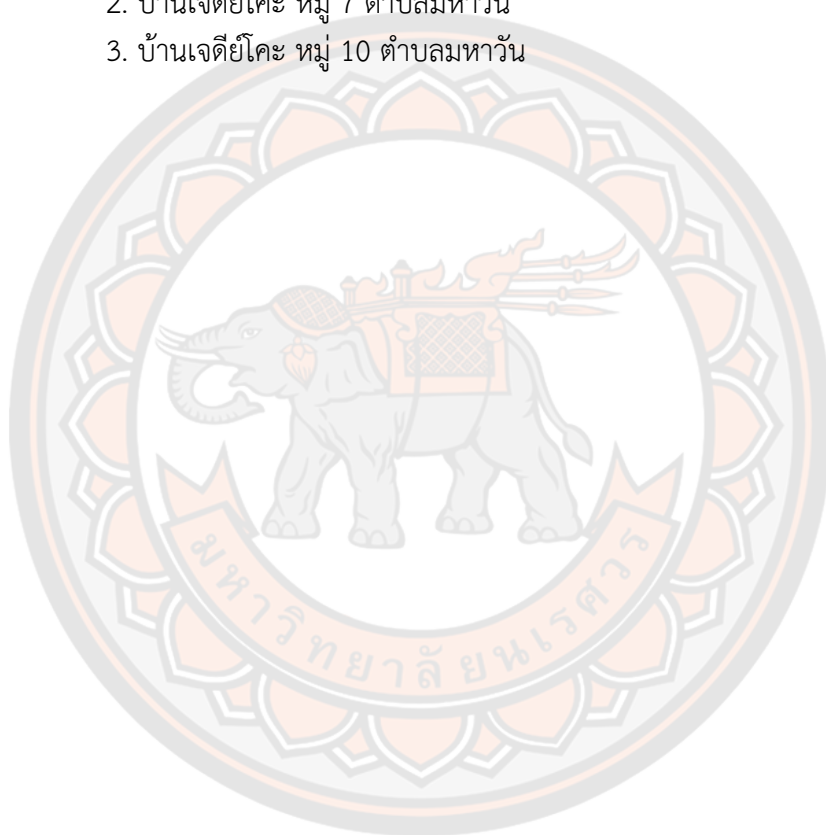 2. บ้านเจดีย์โคะ หมู่ 7 ตำบลมหาวัน
3. บ้านเจดีย์โคะ หมู่ 10 ตำบลมหาวัน
มหาวิทยาลัยนเรศวร